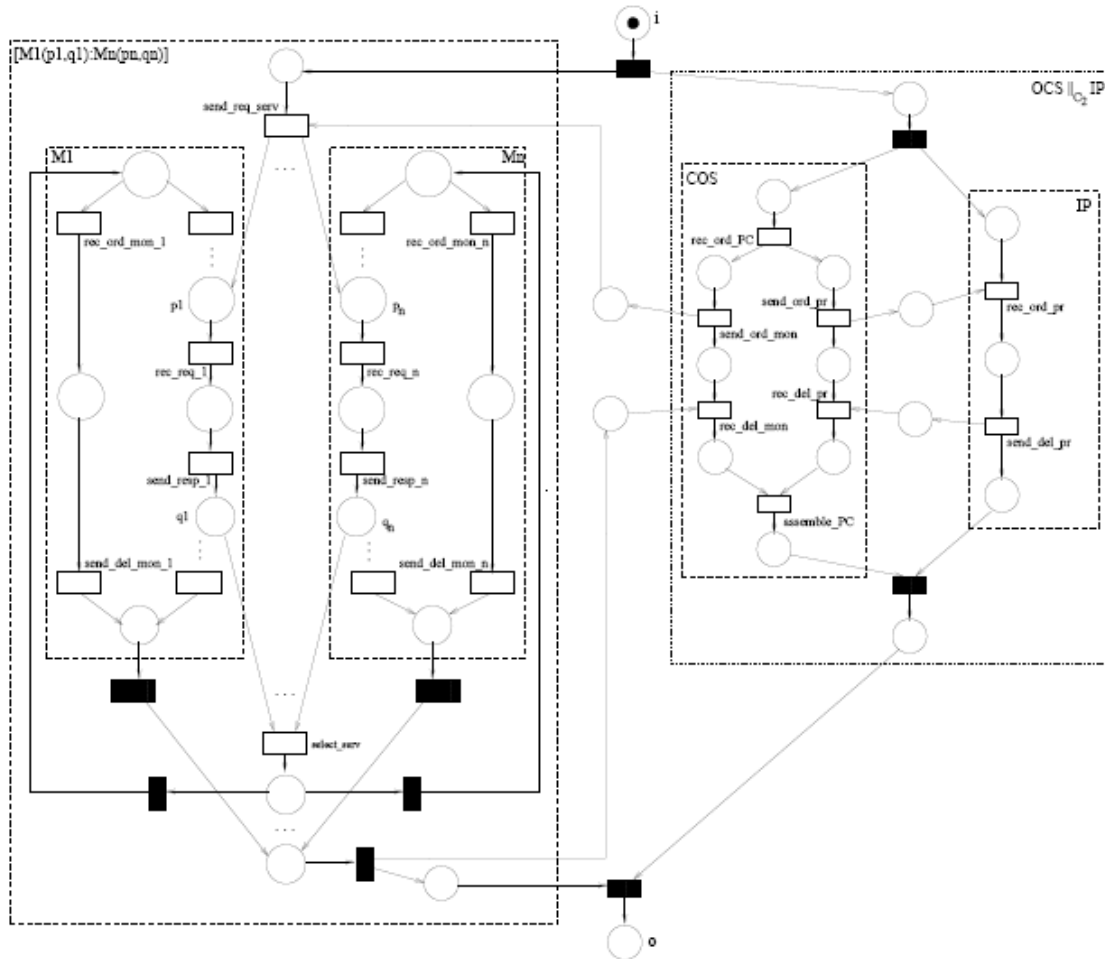 i
[M1(p1,q1):Mn(pn,qn)]
OCS ||C2 IP
send_req_serv
. . .
M1
Mn
COS
IP
rec_ord_mon_1
rec_ord_mon_n
rec_ord_PC
p1
pn
send_ord_pr
rec_ord_pr
send_ord_mon
rec_req_1
rec_req_n
rec_del_pr
rec_del_mon
send_del_pr
send_resp_1
send_resp_n
q1
qn
assemble_PC
send_del_mon_1
send_del_mon_n
. . .
select_serv
. . .
o